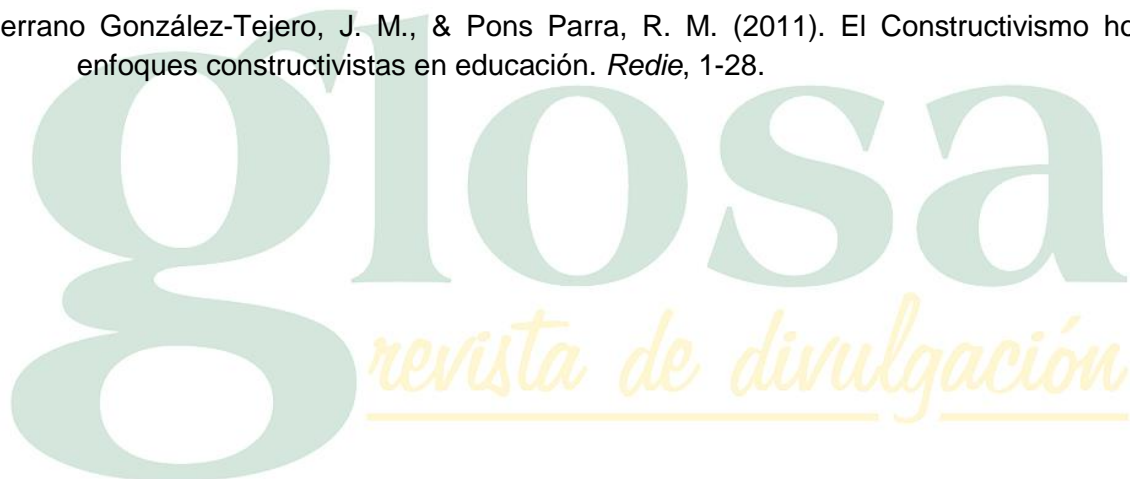 errano González-Tejero, J. M., & Pons Parra, R. M. (2011). El Constructivismo ho
enfoques constructivistas en educación. Redie, 1-28.
glosa
revista de divulgación